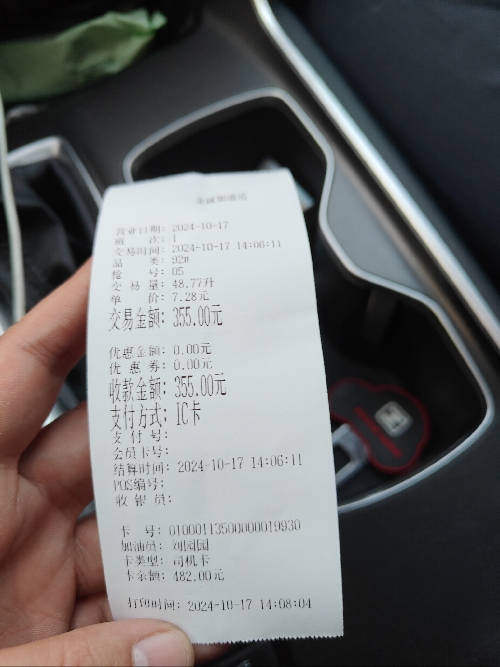 营业日期: 2024-10-17
班 次: 1
交易时间: 2024-10-17 14:06:11
品 类: 92#
枪 号: 05
交 易 量: 48.77升
单 价: 7.28元
交易金额: 355.00元
优惠金额: 0.00元
优 惠 券: 0.00元
收款金额: 355.00元
支付方式: IC卡
支 付 号:
会员卡号:
结算时间: 2024-10-17 14:06:11
POS编号:
收 银 员:
卡 号: 0100011350000001993​0
加油员: 刘园园
卡类型: 司机卡
卡余额: 482.00元
打印时间: 2024-10-17 14:08:04